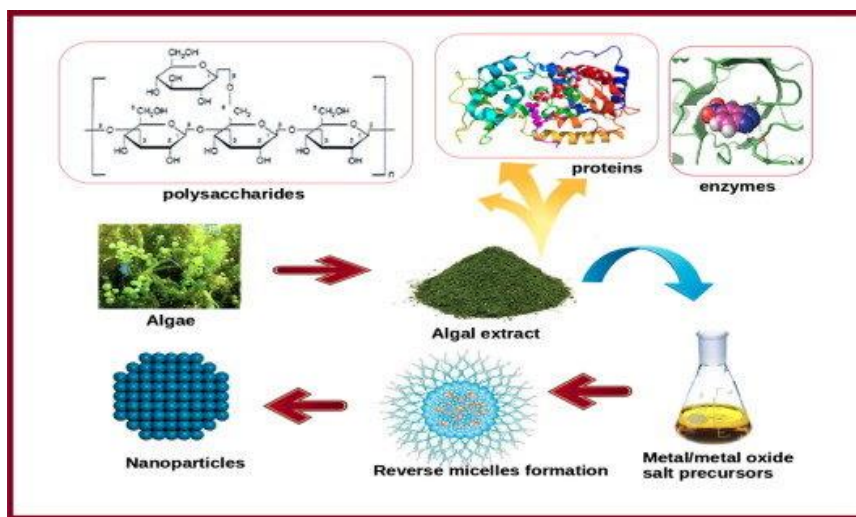 polysaccharides
proteins
enzymes
Algae
Algal extract
Nanoparticles
Reverse micelles formation
Metal/metal oxide
salt precursors